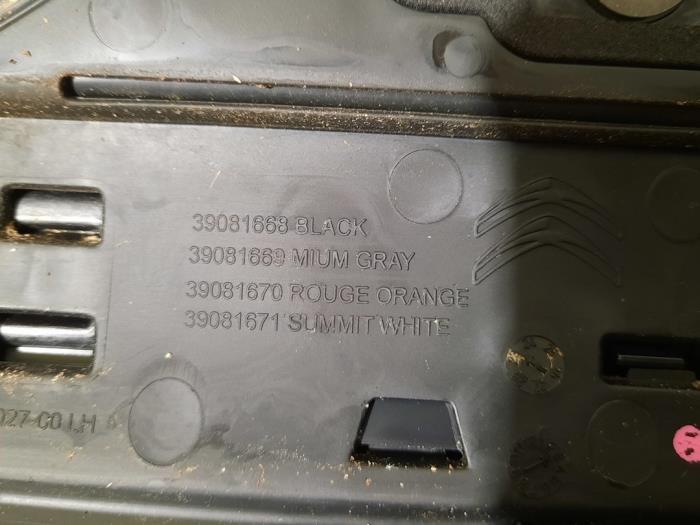 39081668 BLACK
39081669 MIUM GRAY
39081670 ROUGE ORANGE
39081671 SUMMIT WHITE
027-C0 LH